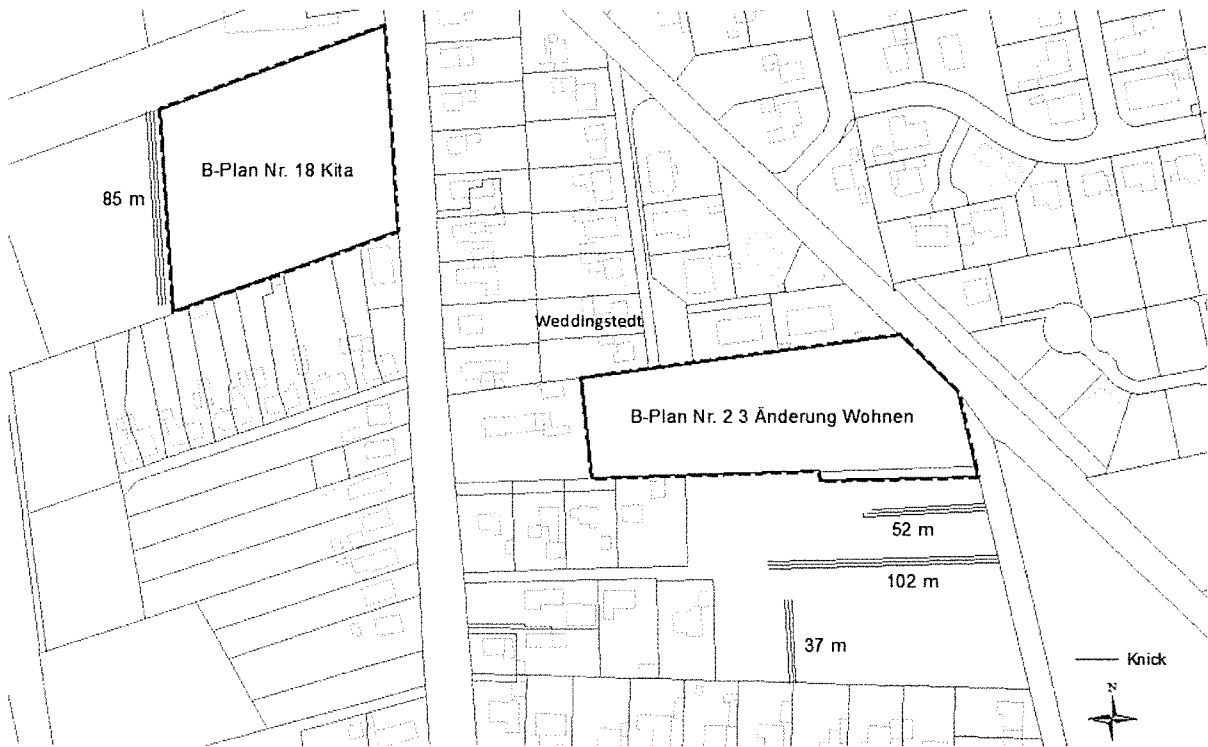 B-Plan Nr. 18 Kita
85 m
Weddingstedt
B-Plan Nr. 2 3 Änderung Wohnen
52 m
102 m
37 m
Knick
N